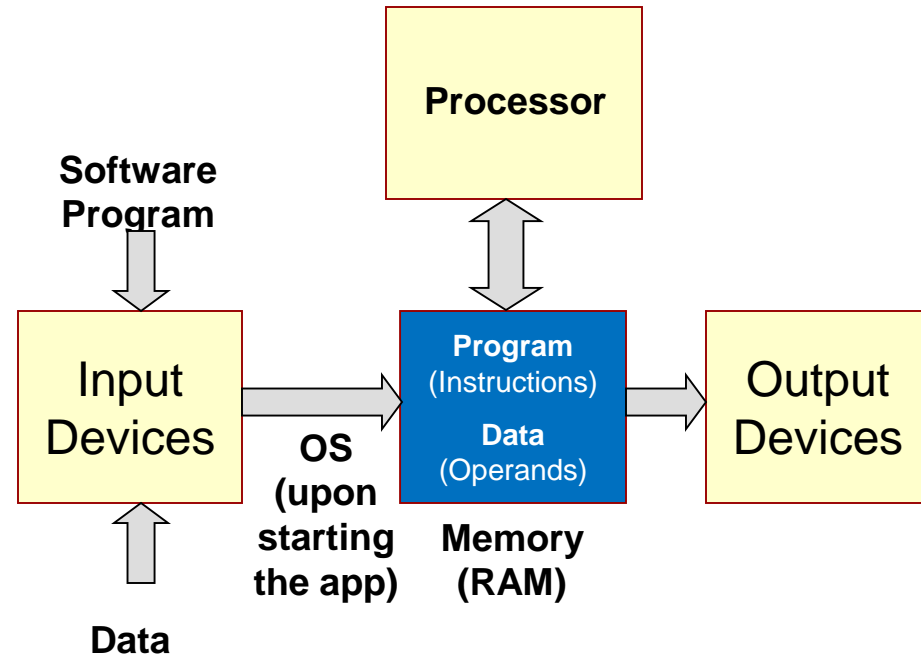 Processor
Software
Program
Input
Devices
OS
(upon
starting
the app)
Program
(Instructions)
Data
(Operands)
Memory
(RAM)
Output
Devices
Data